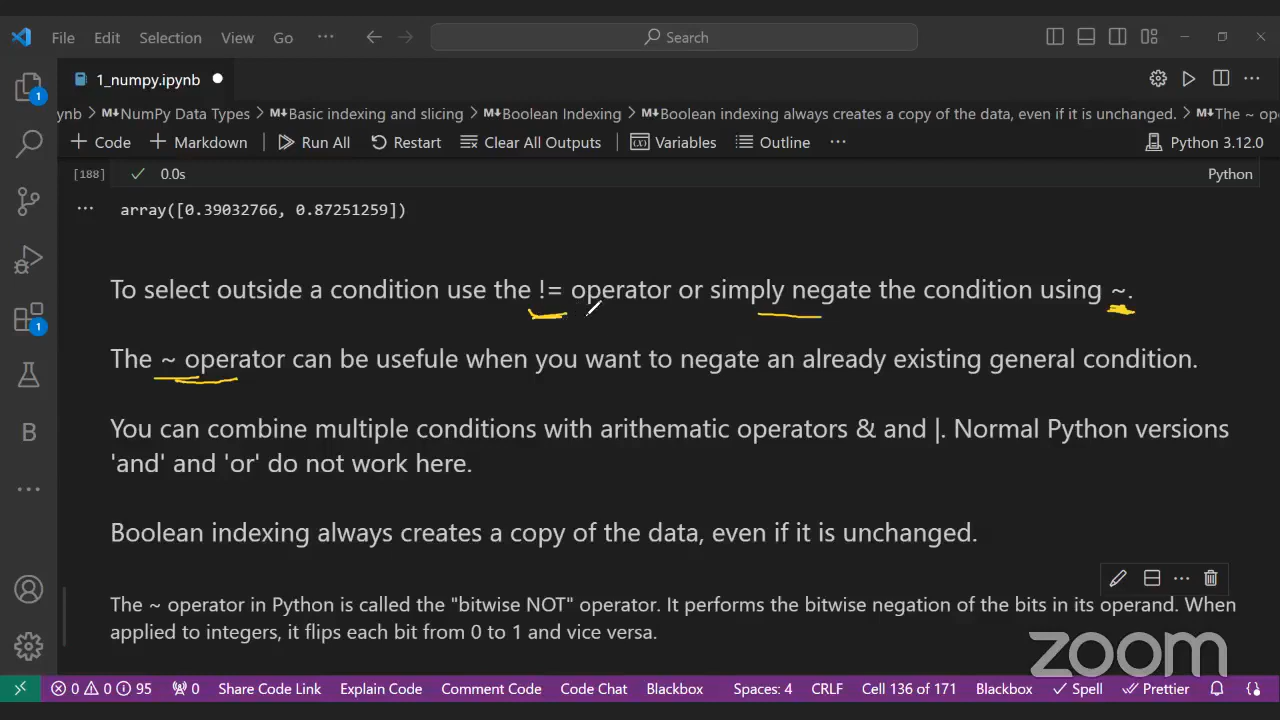 File Edit Selection View Go ··· Search
1_numpy.ipynb
ynb > M↓NumPy Data Types > M↓Basic indexing and slicing > M↓Boolean Indexing > M↓Boolean indexing always creates a copy of the data, even if it is unchanged. > M↓The ~ op
+ Code + Markdown Run All Restart Clear All Outputs Variables Outline ··· Python 3.12.0
[188] ✓ 0.0s Python
··· array([0.39032766, 0.87251259])
To select outside a condition use the != operator or simply negate the condition using ~.
The ~ operator can be usefule when you want to negate an already existing general condition.
You can combine multiple conditions with arithematic operators & and |. Normal Python versions
'and' and 'or' do not work here.
Boolean indexing always creates a copy of the data, even if it is unchanged.
The ~ operator in Python is called the "bitwise NOT" operator. It performs the bitwise negation of the bits in its operand. When
applied to integers, it flips each bit from 0 to 1 and vice versa.
zoom
1
1
B
0 0 95 0 Share Code Link Explain Code Comment Code Code Chat Blackbox Spaces: 4 CRLF Cell 136 of 171 Blackbox Spell Prettier